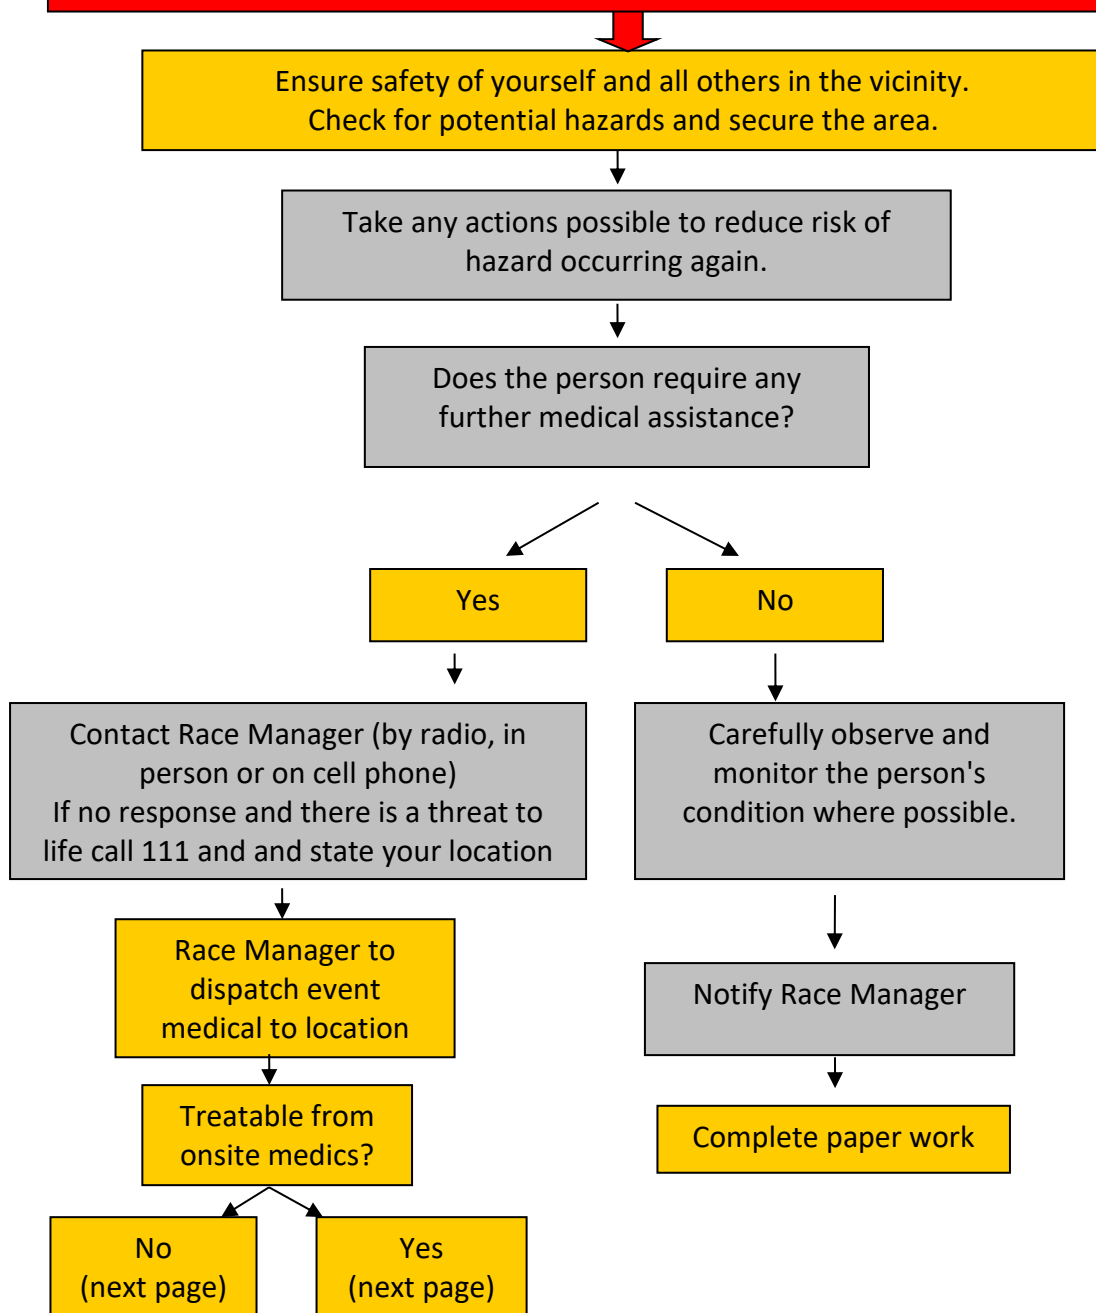 Ensure safety of yourself and all others in the vicinity.
Check for potential hazards and secure the area.
Take any actions possible to reduce risk of
hazard occurring again.
Does the person require any
further medical assistance?
Yes
No
Contact Race Manager (by radio, in
person or on cell phone)
If no response and there is a threat to
life call 111 and and state your location
Carefully observe and
monitor the person's
condition where possible.
Race Manager to
dispatch event
medical to location
Notify Race Manager
Treatable from
onsite medics?
Complete paper work
No
(next page)
Yes
(next page)